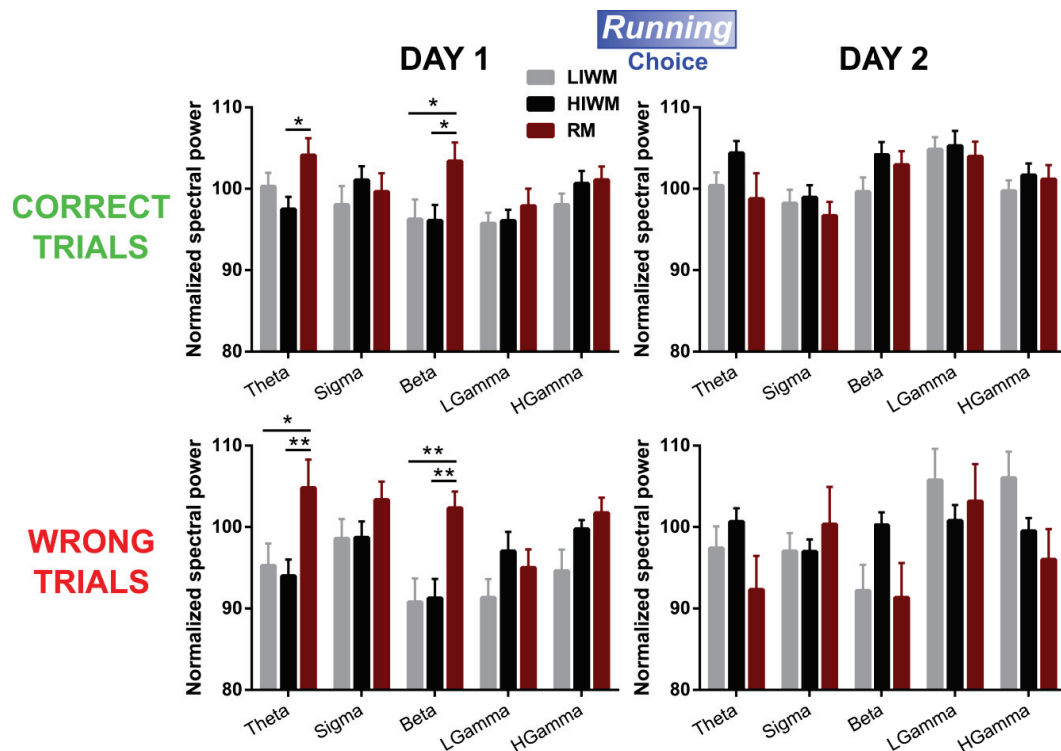 Running
Choice
DAY 1
DAY 2
LIWM
HIWM
RM
CORRECT
TRIALS
Normalized spectral power
110
100
90
80
*
*
*
Theta
Sigma
Beta
LGamma
HGamma
Normalized spectral power
110
100
90
80
Theta
Sigma
Beta
LGamma
HGamma
WRONG
TRIALS
Normalized spectral power
110
100
90
80
*
**
**
**
Theta
Sigma
Beta
LGamma
HGamma
Normalized spectral power
110
100
90
80
Theta
Sigma
Beta
LGamma
HGamma